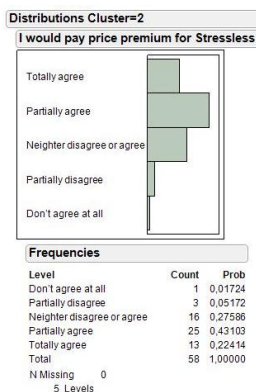 Distributions Cluster=2
I would pay price premium for Stressless
Totally agree
Partially agree
Neighter disagree or agree
Partially disagree
Don't agree at all
Frequencies
Level Count Prob
Don't agree at all 1 0,01724
Partially disagree 3 0,05172
Neighter disagree or agree 16 0,27586
Partially agree 25 0,43103
Totally agree 13 0,22414
Total 58 1,00000
N Missing 0
5 Levels